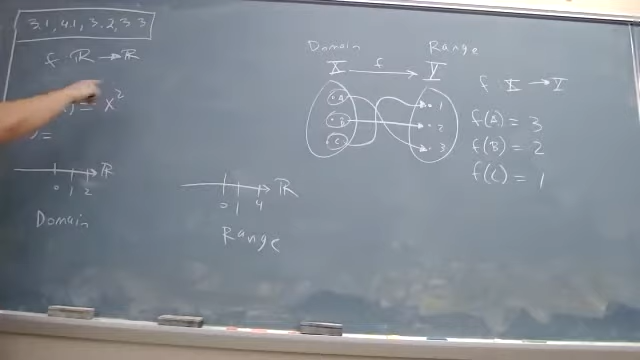 3.1, 4.1, 3.2, 3.3
f : ℝ → ℝ
) = x²
) =
ℝ
0 1 2
Domain
ℝ
0 1 4
Range
Domain Range
X f Y
A 1
B 2
C 3
f : X → Y
f(A) = 3
f(B) = 2
f(C) = 1